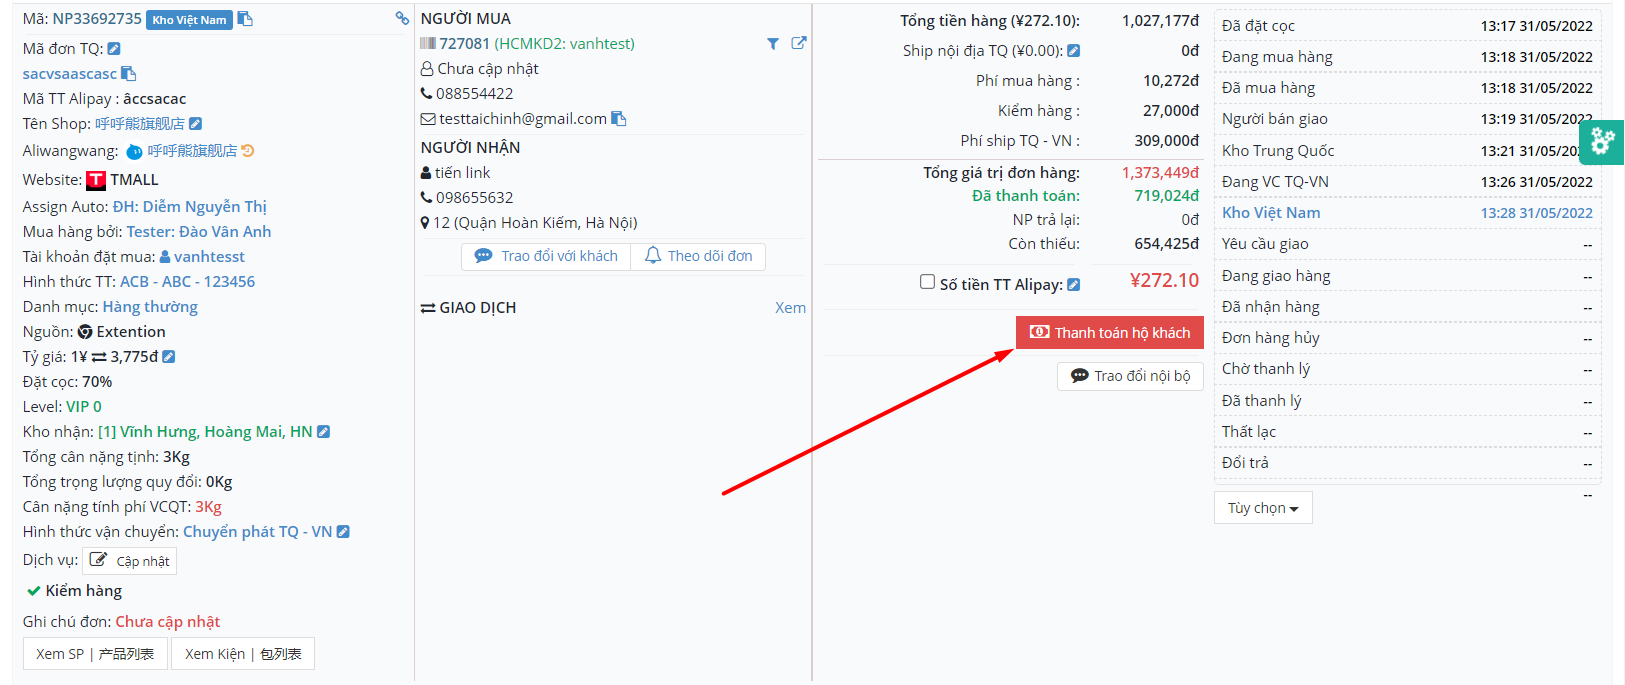 Mã: NP33692735 Kho Việt Nam
Mã đơn TQ:
sacvsaascasc
Mã TT Alipay : âccsacac
Tên Shop: 呼呼熊旗舰店
Aliwangwang: 呼呼熊旗舰店
Website: T TMALL
Assign Auto: ĐH: Diễm Nguyễn Thị
Mua hàng bởi: Tester: Đào Vân Anh
Tài khoản đặt mua: vanhtesst
Hình thức TT: ACB - ABC - 123456
Danh mục: Hàng thường
Nguồn: Extention
Tỷ giá: 1¥ ⇄ 3,775đ
Đặt cọc: 70%
Level: VIP 0
Kho nhận: [1] Vĩnh Hưng, Hoàng Mai, HN
Tổng cân nặng tịnh: 3Kg
Tổng trọng lượng quy đổi: 0Kg
Cân nặng tính phí VCQT: 3Kg
Hình thức vận chuyển: Chuyển phát TQ - VN
Dịch vụ: Cập nhật
Kiểm hàng
Ghi chú đơn: Chưa cập nhật
Xem SP | 产品列表 Xem Kiện | 包列表
NGƯỜI MUA
727081 (HCMKD2: vanhtest)
Chưa cập nhật
088554422
testtaichinh@gmail.com
NGƯỜI NHẬN
tiến link
098655632
12 (Quận Hoàn Kiếm, Hà Nội)
Trao đổi với khách Theo dõi đơn
GIAO DỊCH Xem
Tổng tiền hàng (¥272.10): 1,027,177đ
Ship nội địa TQ (¥0.00): 0đ
Phí mua hàng : 10,272đ
Kiểm hàng : 27,000đ
Phí ship TQ - VN : 309,000đ
Tổng giá trị đơn hàng: 1,373,449đ
Đã thanh toán: 719,024đ
NP trả lại: 0đ
Còn thiếu: 654,425đ
Số tiền TT Alipay: ¥272.10
Thanh toán hộ khách
Trao đổi nội bộ
Đã đặt cọc 13:17 31/05/2022
Đang mua hàng 13:18 31/05/2022
Đã mua hàng 13:18 31/05/2022
Người bán giao 13:19 31/05/2022
Kho Trung Quốc 13:21 31/05/20
Đang VC TQ-VN 13:26 31/05/2022
Kho Việt Nam 13:28 31/05/2022
Yêu cầu giao --
Đang giao hàng --
Đã nhận hàng --
Đơn hàng hủy --
Chờ thanh lý --
Đã thanh lý --
Thất lạc --
Đổi trả --
--
Tùy chọn